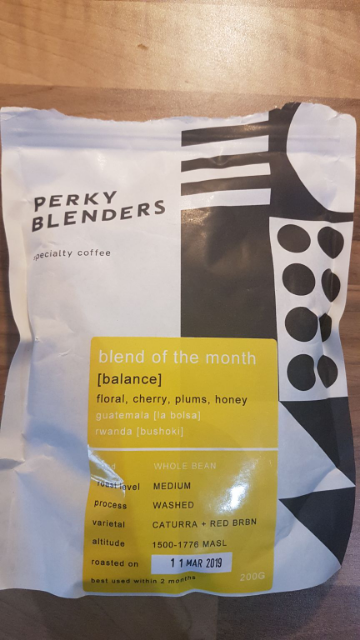 PERKY
BLENDERS
specialty coffee
blend of the month
[balance]
floral, cherry, plums, honey
guatemala [la bolsa]
rwanda [bushoki]
WHOLE BEAN
roast level MEDIUM
process WASHED
varietal CATURRA + RED BRBN
altitude 1500-1776 MASL
roasted on 11 MAR 2019
best used within 2 months
200G